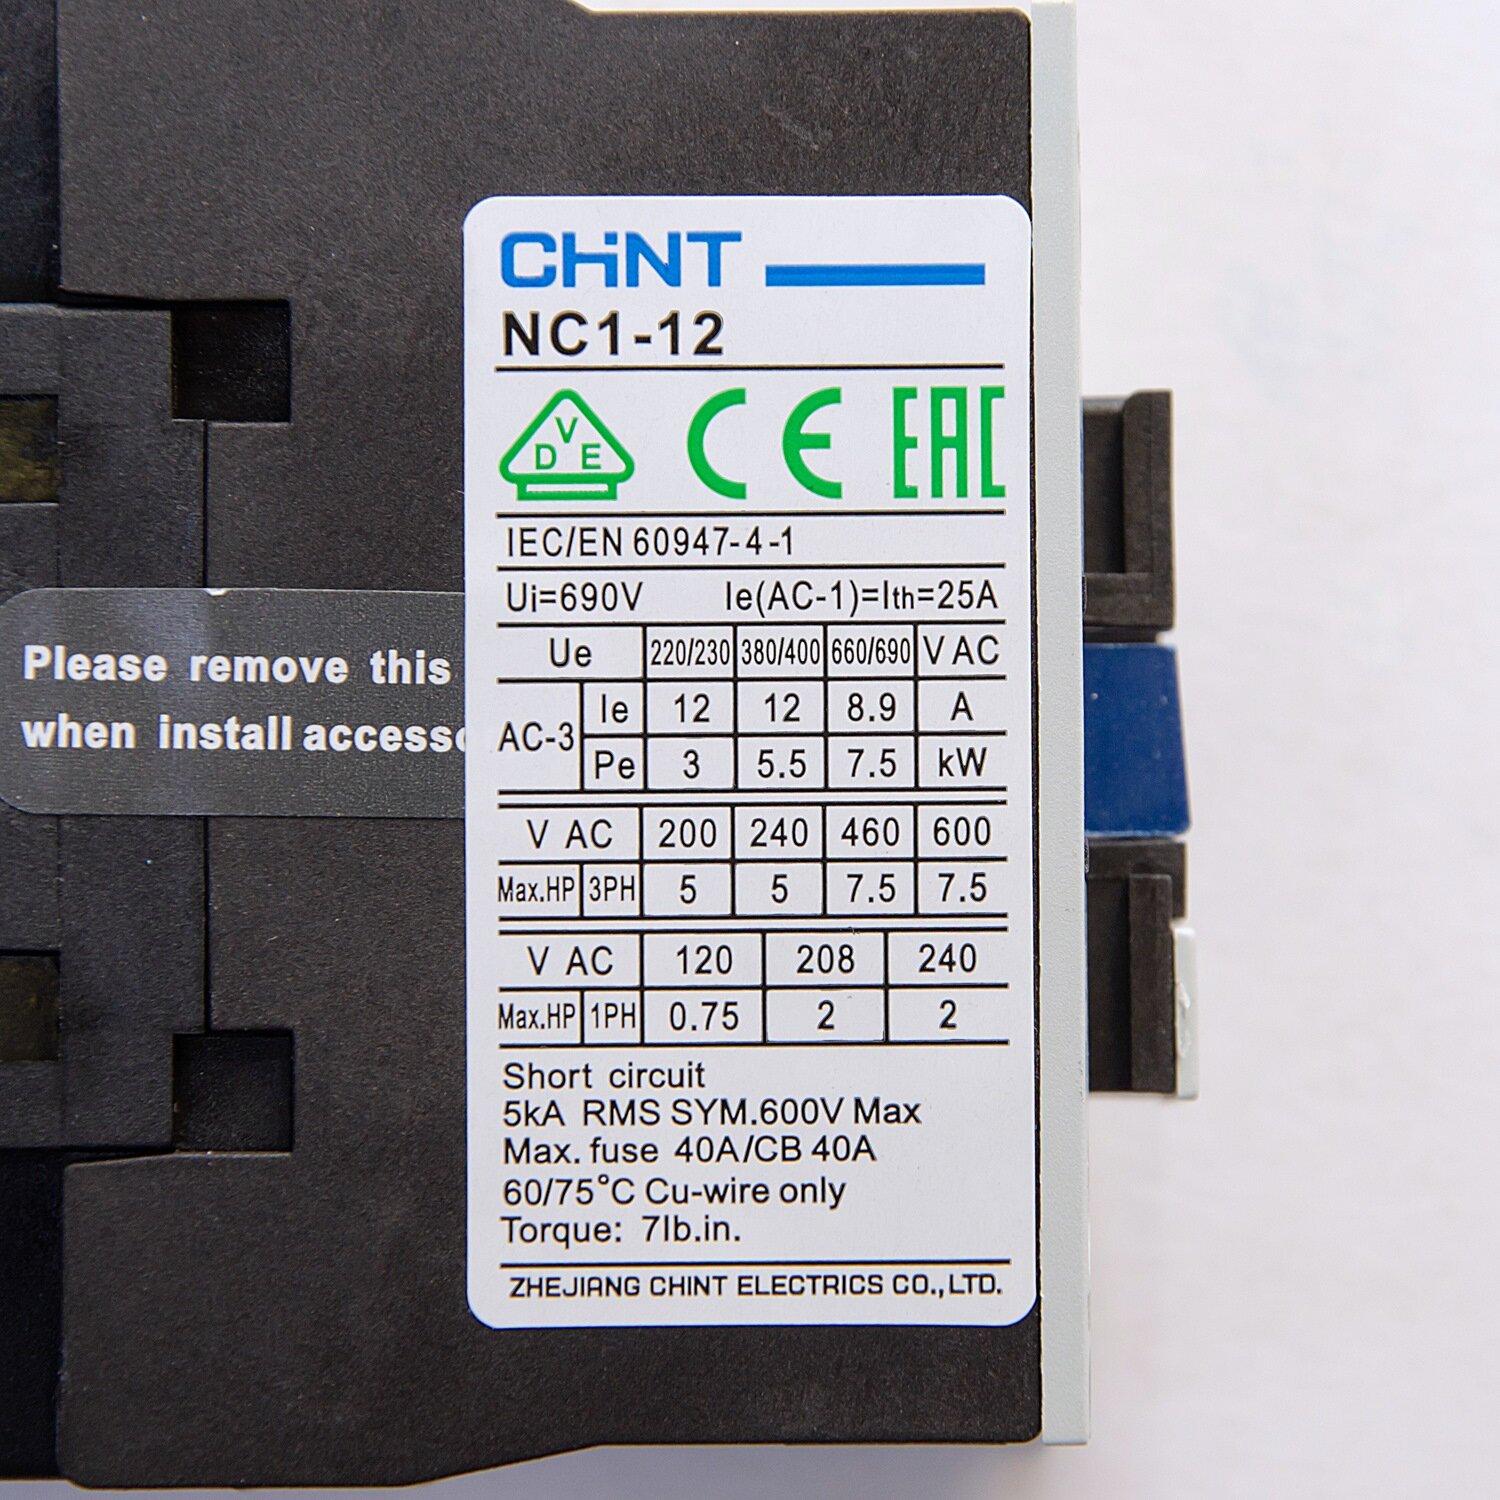 CHiNT
NC1-12
D V E CE EAC
IEC/EN 60947-4-1
Ui=690V Ie(AC-1)=Ith=25A
Ue 220/230 380/400 660/690 V AC
AC-3 Ie 12 12 8.9 A
Pe 3 5.5 7.5 kW
V AC 200 240 460 600
Max.HP 3PH 5 5 7.5 7.5
V AC 120 208 240
Max.HP 1PH 0.75 2 2
Short circuit
5kA RMS SYM.600V Max
Max. fuse 40A/CB 40A
60/75°C Cu-wire only
Torque: 7lb.in.
ZHEJIANG CHINT ELECTRICS CO.,LTD.
Please remove this
when install